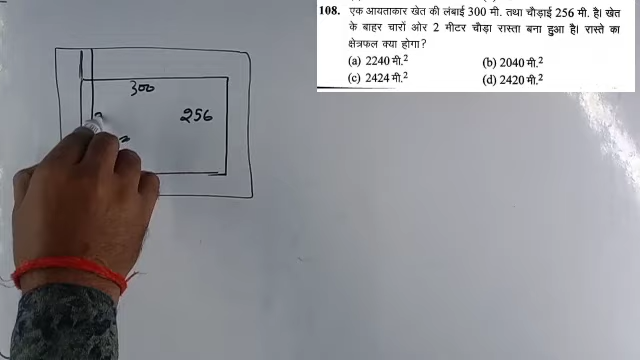 108. एक आयताकार खेत की लंबाई 300 मी. तथा चौड़ाई 256 मी. है। खेत
के बाहर चारों ओर 2 मीटर चौड़ा रास्ता बना हुआ है। रास्ते का
क्षेत्रफल क्या होगा?
(a) 2240 मी.² (b) 2040 मी.²
(c) 2424 मी.² (d) 2420 मी.²
300
256